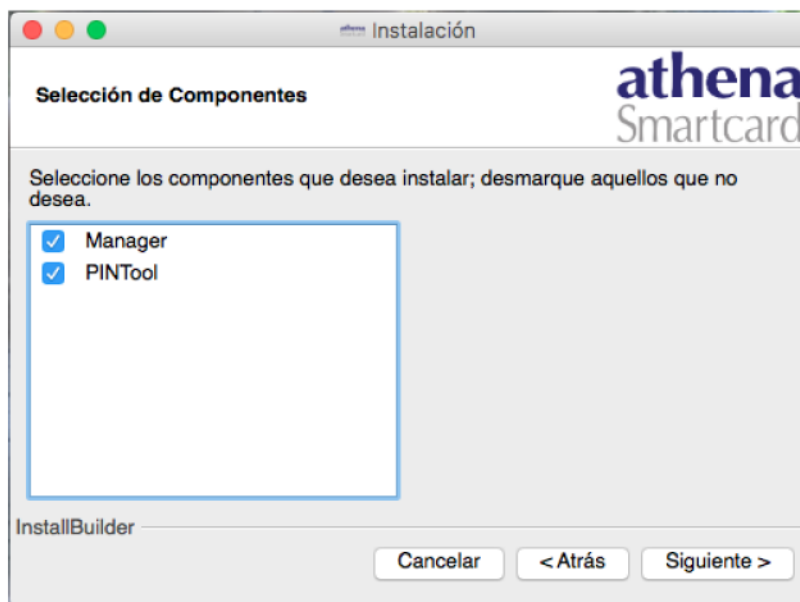 Instalación
Selección de Componentes
athena
Smartcard
Seleccione los componentes que desea instalar; desmarque aquellos que no
desea.
Manager
PINTool
InstallBuilder
Cancelar
< Atrás
Siguiente >